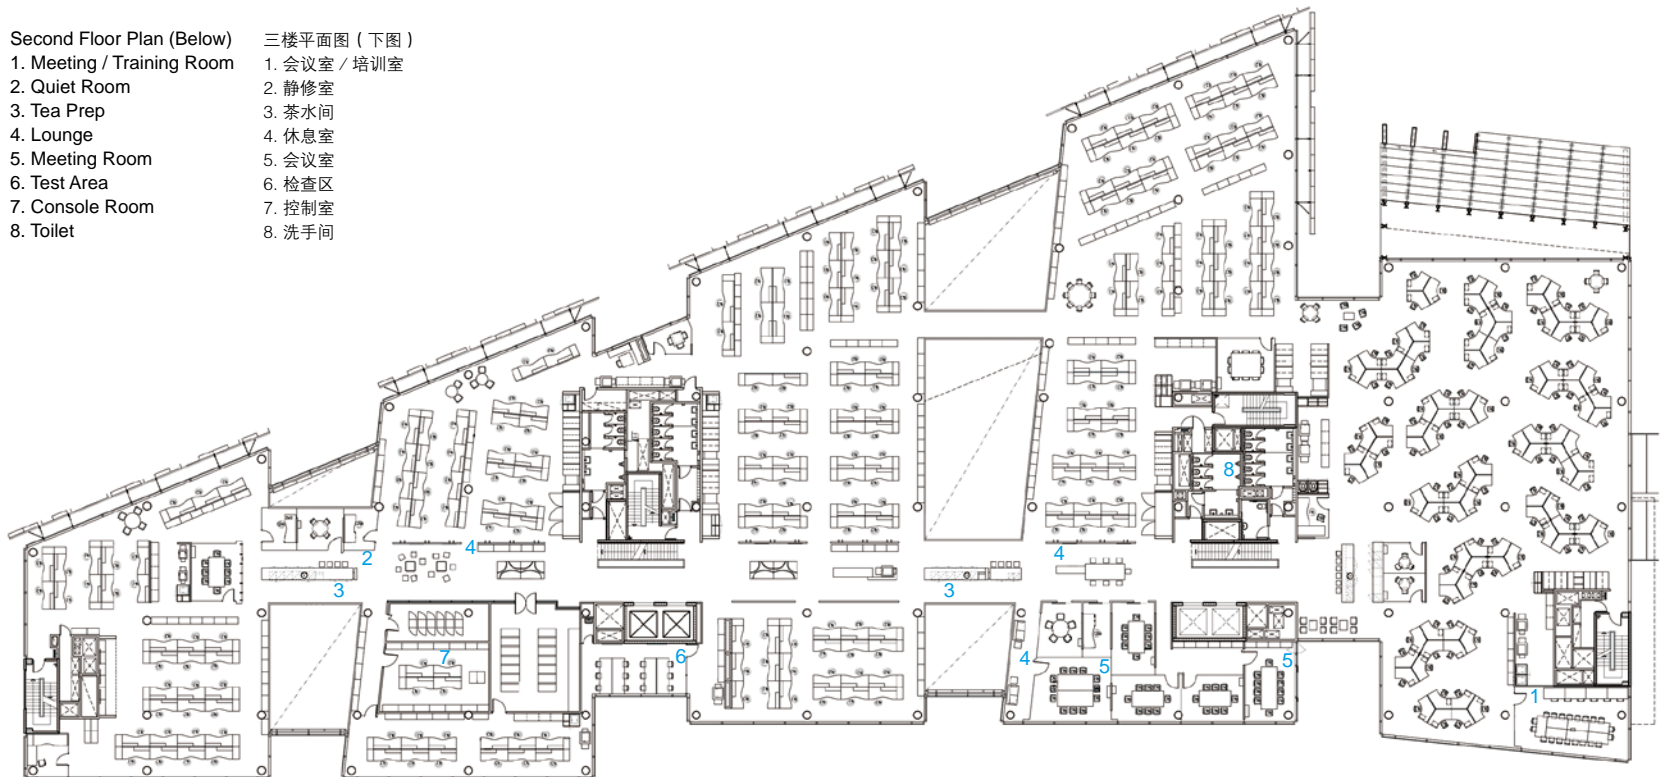 Second Floor Plan (Below)
1. Meeting / Training Room
2. Quiet Room
3. Tea Prep
4. Lounge
5. Meeting Room
6. Test Area
7. Console Room
8. Toilet
三楼平面图（下图）
1. 会议室 / 培训室
2. 静修室
3. 茶水间
4. 休息室
5. 会议室
6. 检查区
7. 控制室
8. 洗手间
8
4
4
2
3
3
7
6
4
5
5
1